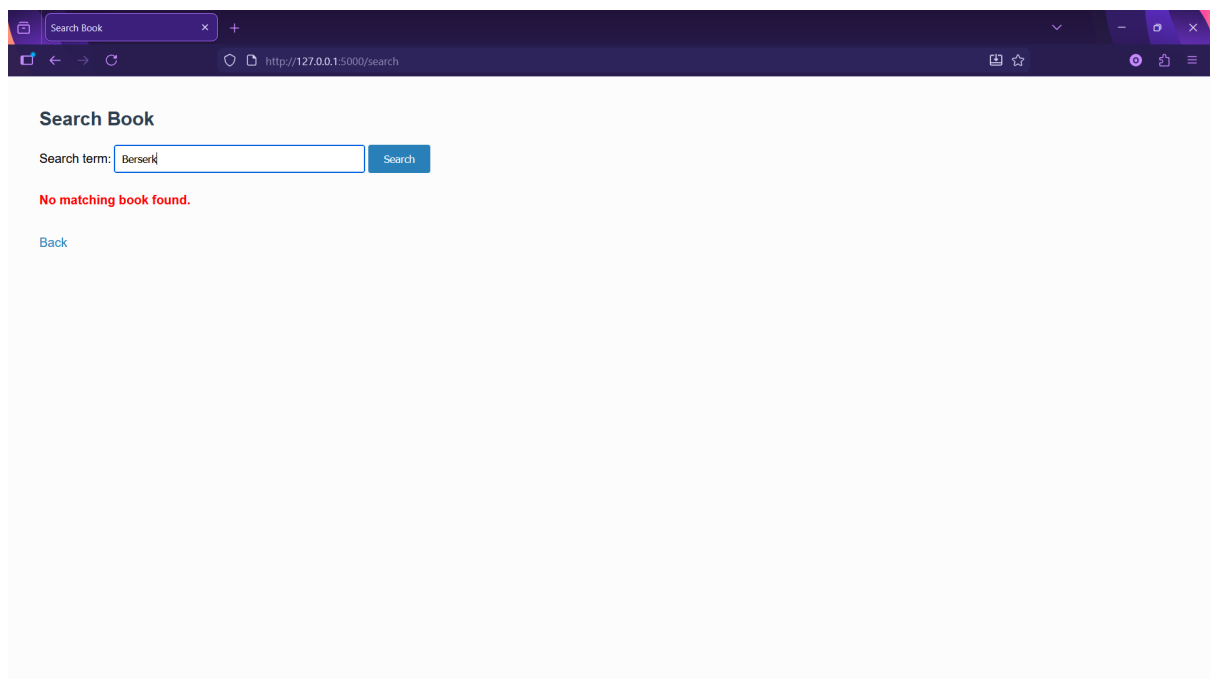 Search Book
http://127.0.0.1:5000/search
Search Book
Search term: Berserk Search
No matching book found.
Back